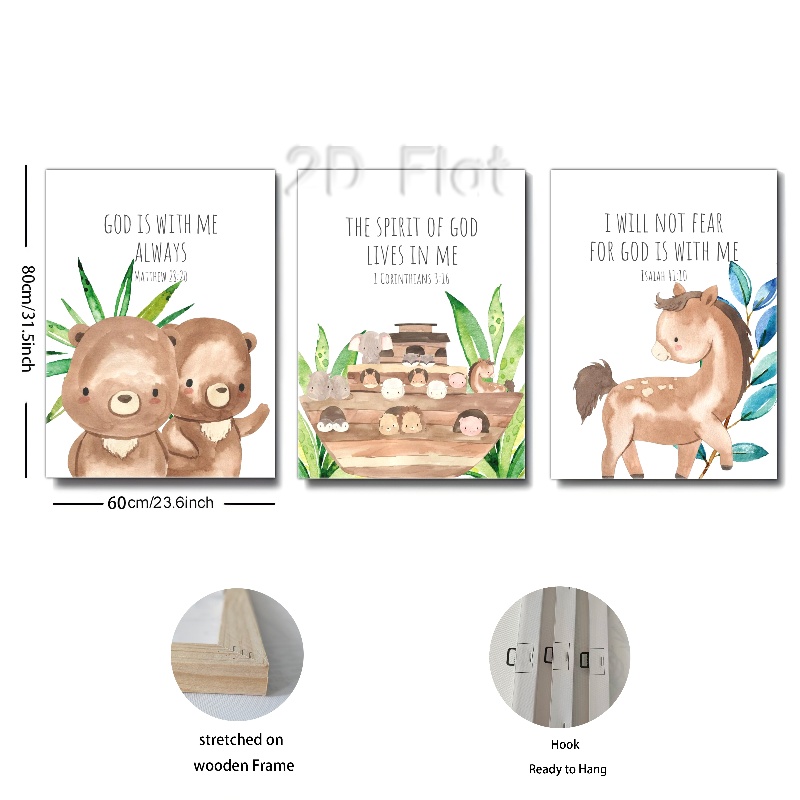 2D Flat
GOD IS WITH ME
ALWAYS
MATTHEW 28:20
THE SPIRIT OF GOD
LIVES IN ME
1 CORINTHIANS 3:16
I WILL NOT FEAR
FOR GOD IS WITH ME
ISAIAH 41:10
80cm/31.5inch
60cm/23.6inch
stretched on
wooden Frame
Hook
Ready to Hang